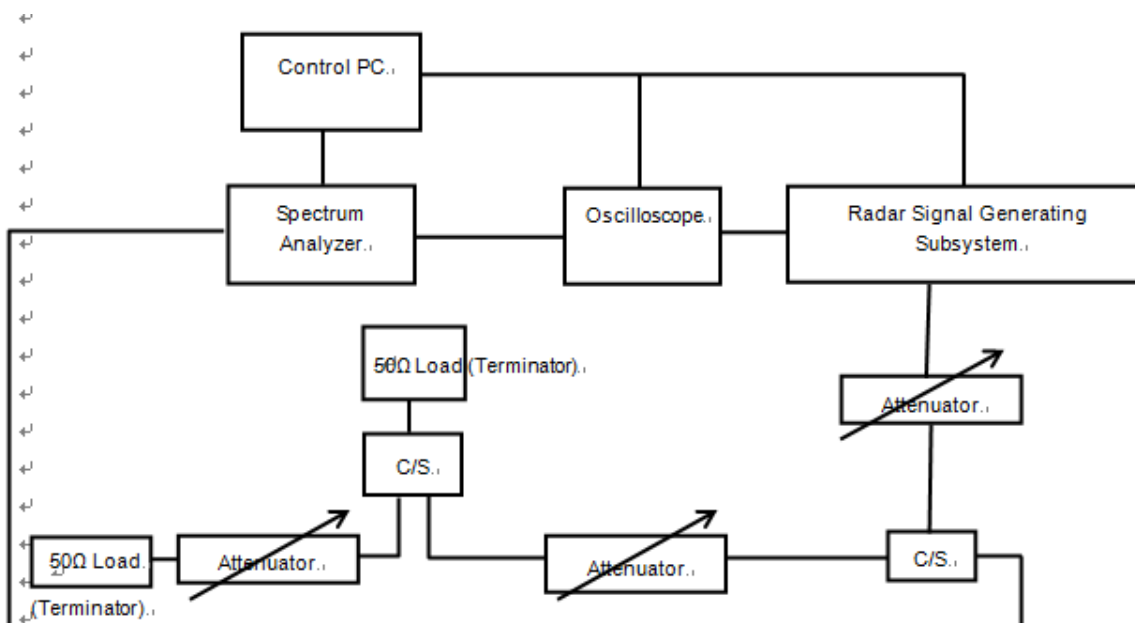 Control PC.
Spectrum
Analyzer.
Oscilloscope.
Radar Signal Generating
Subsystem.
50Ω Load (Terminator).
Attenuator.
C/S.
50Ω Load.
(Terminator).
Attenuator.
Attenuator.
C/S.